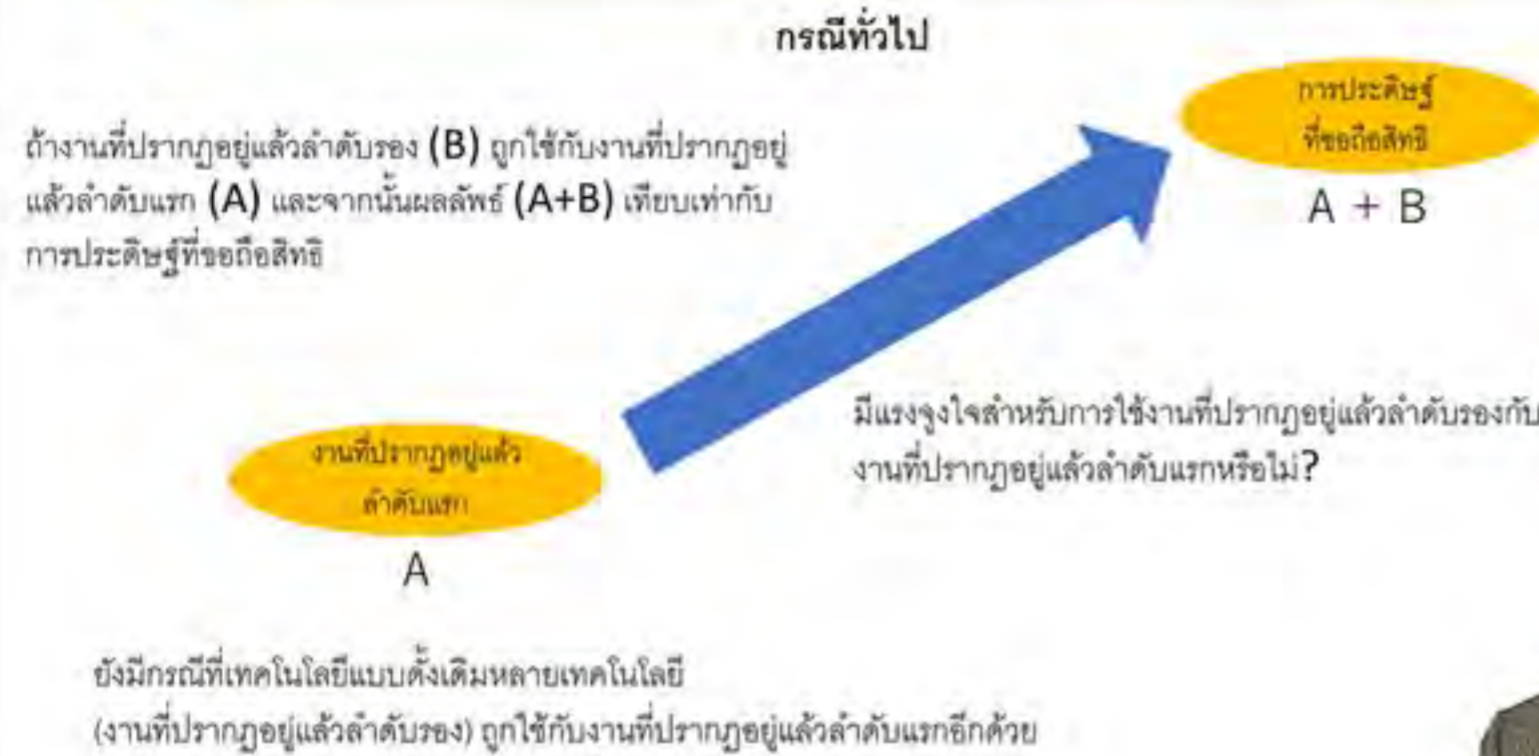 กรณีทั่วไป
ถ้างานที่ปรากฏอยู่แล้วลำดับรอง (B) ถูกใช้กับงานที่ปรากฏอยู่
แล้วลำดับแรก (A) และจากนั้นผลลัพธ์ (A+B) เทียบเท่ากับ
การประดิษฐ์ที่ขอถือสิทธิ
การประดิษฐ์
ที่ขอถือสิทธิ
A + B
มีแรงจูงใจสำหรับการใช้งานที่ปรากฏอยู่แล้วลำดับรองกับ
งานที่ปรากฏอยู่แล้วลำดับแรกหรือไม่?
งานที่ปรากฏอยู่แล้ว
ลำดับแรก
A
ยังมีกรณีที่เทคโนโลยีแบบดั้งเดิมหลายเทคโนโลยี
(งานที่ปรากฏอยู่แล้วลำดับรอง) ถูกใช้กับงานที่ปรากฏอยู่แล้วลำดับแรกอีกด้วย